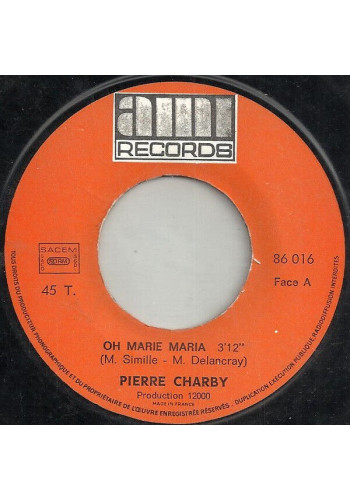 ami
RECORDS
SACEM
SDRM
86 016
45 T.
Face A
OH MARIE MARIA 3'12"
(M. Simille - M. Delancray)
PIERRE CHARBY
Production 12000
MADE IN FRANCE
TOUS DROITS DU PRODUCTEUR PHONOGRAPHIQUE ET DU PROPRIÉTAIRE DE L'ŒUVRE ENREGISTRÉE RÉSERVÉS - DUPLICATION EXÉCUTION PUBLIQUE, RADIODIFFUSION INTERDITES